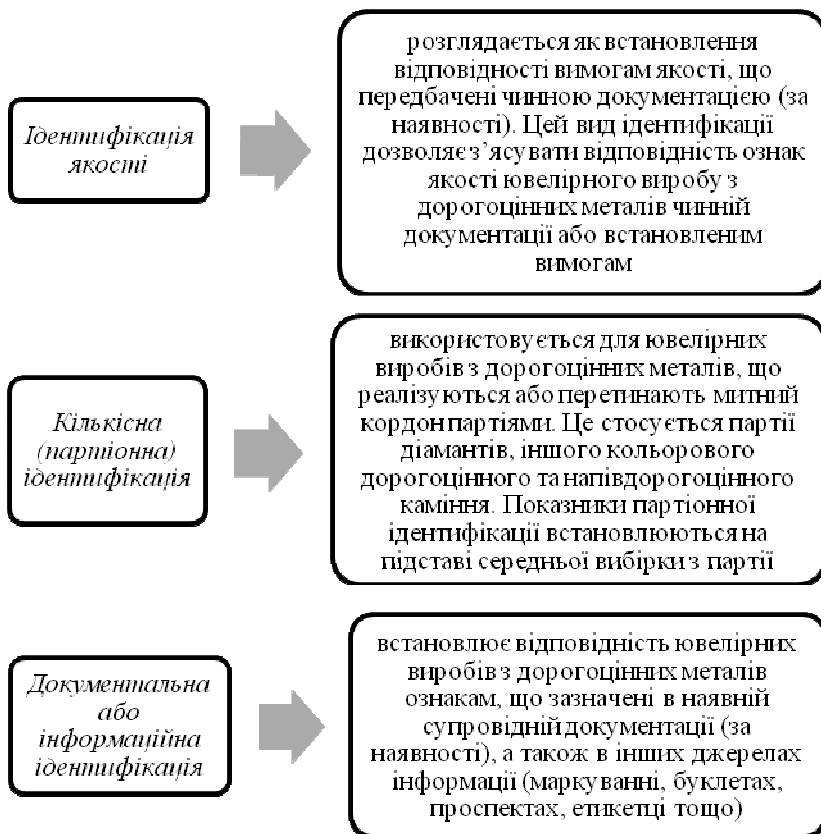 Ідентифікація
якості
розглядається як встановлення
відповідності вимогам якості, що
передбачені чинною документацією (за
наявності). Цей вид ідентифікації
дозволяє з’ясувати відповідність ознак
якості ювелірного виробу з
дорогоцінних металів чинній
документації або встановленим
вимогам
Кількісна
(партіонна)
ідентифікація
використовується для ювелірних
виробів з дорогоцінних металів, що
реалізуються або перетинають митний
кордон партіями. Це стосується партії
діамантів, іншого кольорового
дорогоцінного та напівдорогоцінного
каміння. Показники партіонної
ідентифікації встановлюються на
підставі середньої вибірки з партії
Документальна
або
інформаційна
ідентифікація
встановлює відповідність ювелірних
виробів з дорогоцінних металів
ознакам, що зазначені в наявній
супровідній документації (за
наявності), а також в інших джерелах
інформації (маркуванні, буклетах,
проспектах, етикетці тощо)